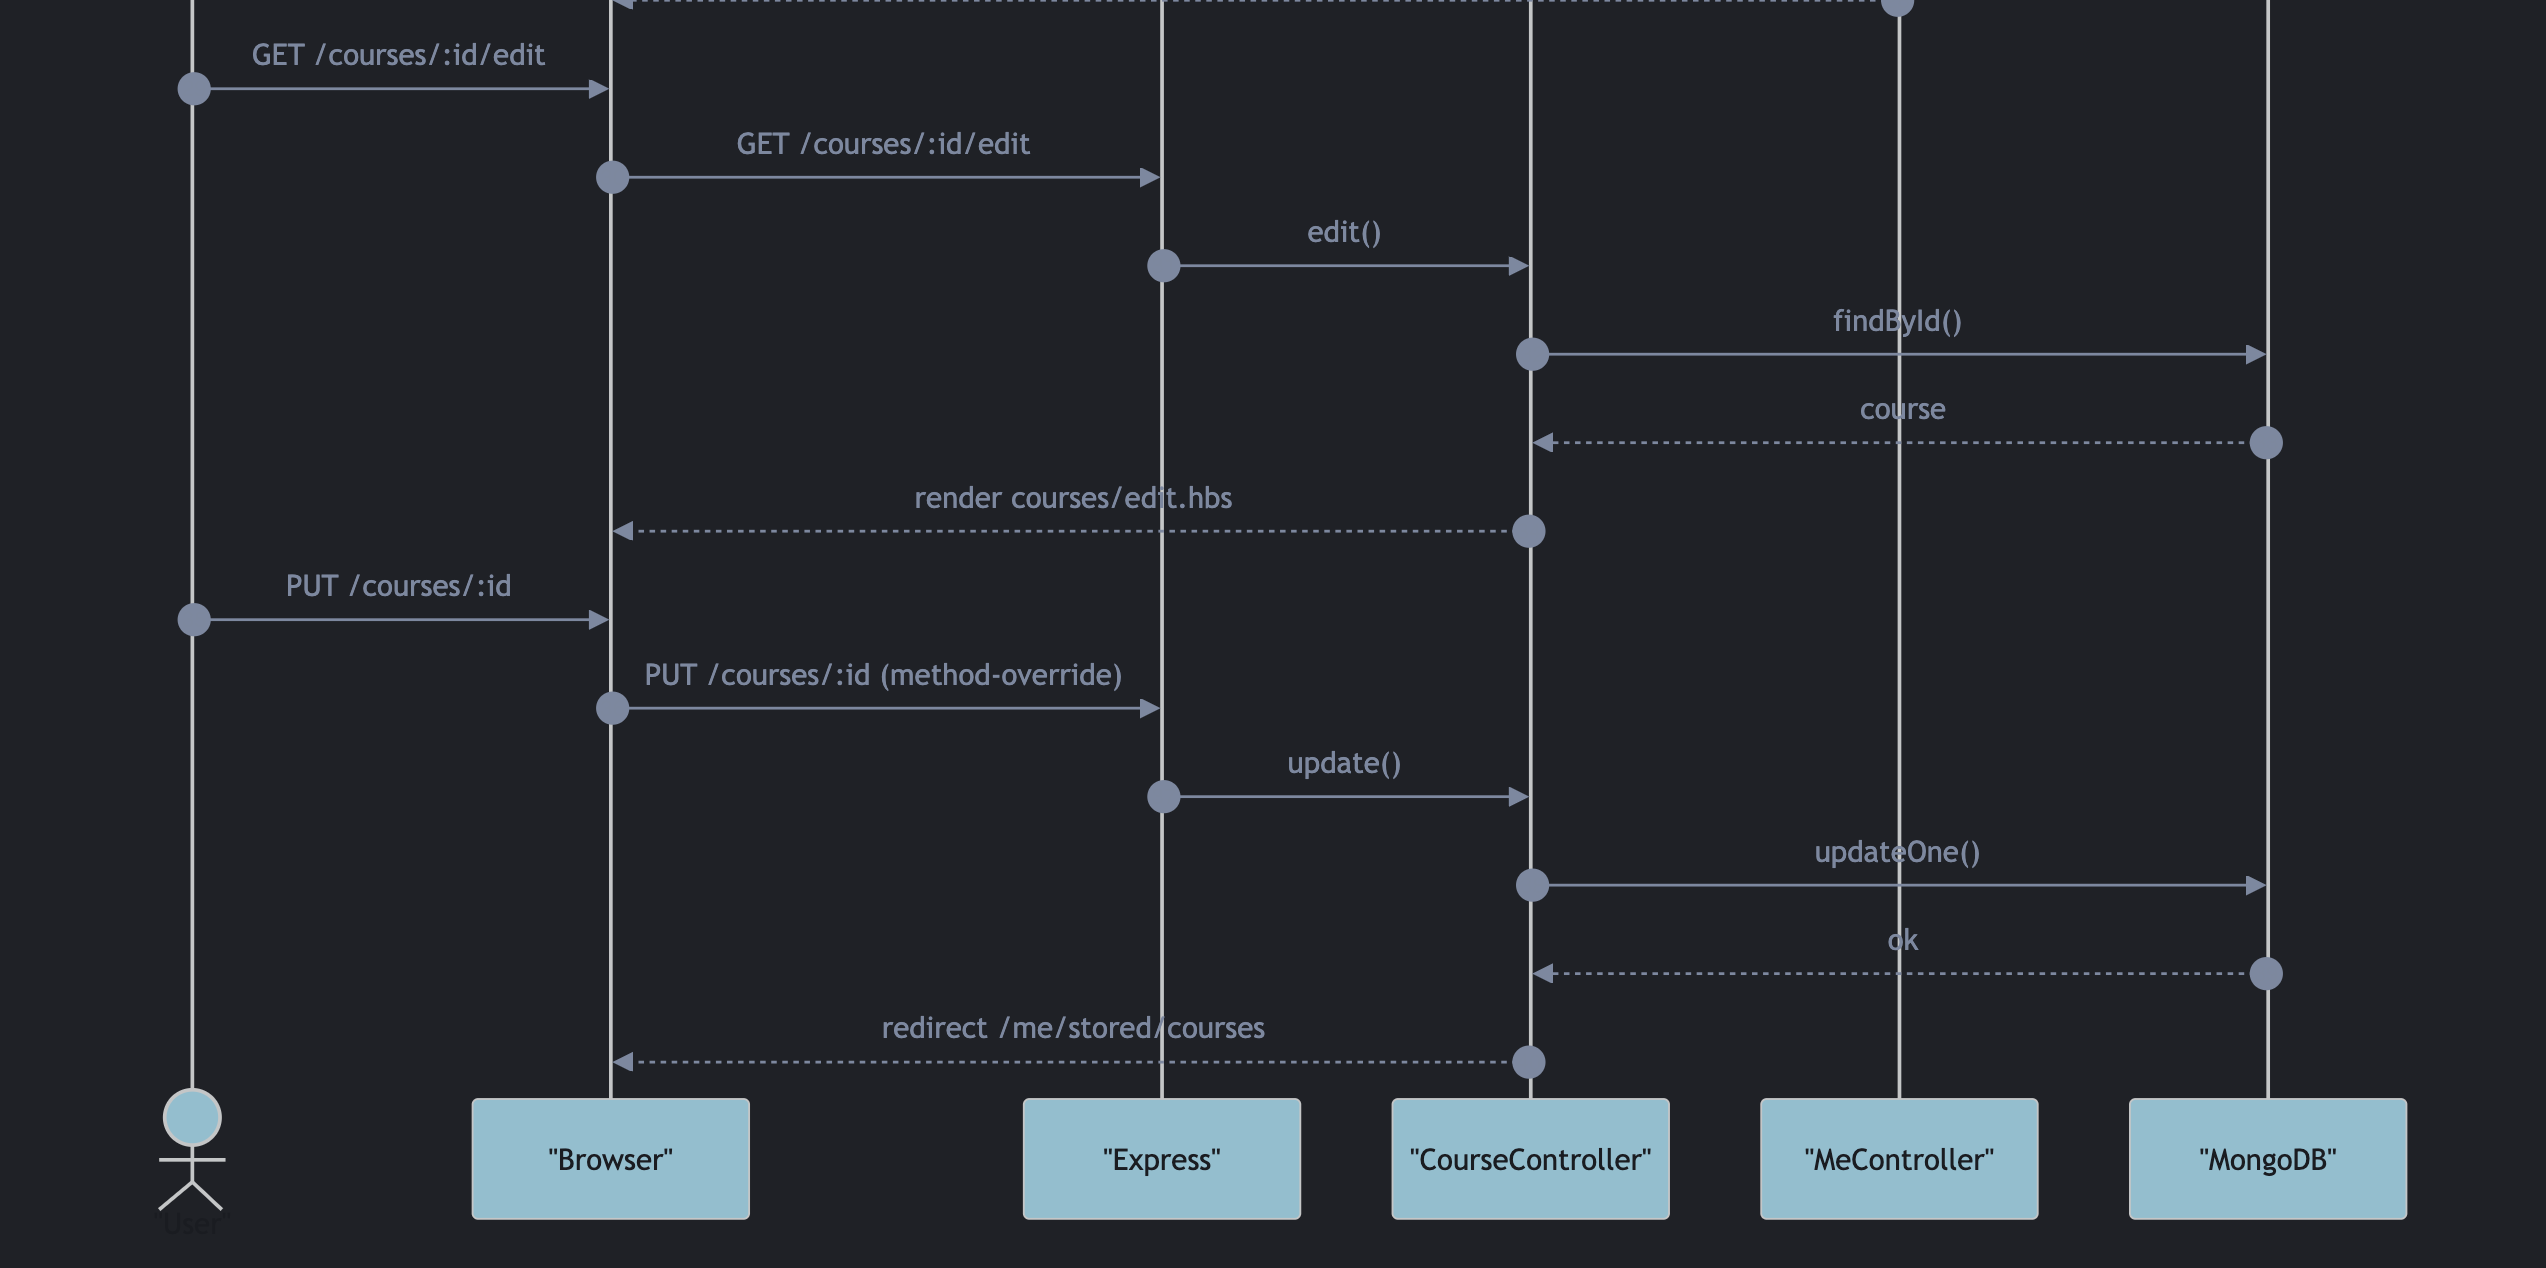 GET /courses/:id/edit
GET /courses/:id/edit
edit()
findById()
course
render courses/edit.hbs
PUT /courses/:id
PUT /courses/:id (method-override)
update()
updateOne()
ok
redirect /me/stored/courses
"Browser"
"Express"
"CourseController"
"MeController"
"MongoDB"
"User"